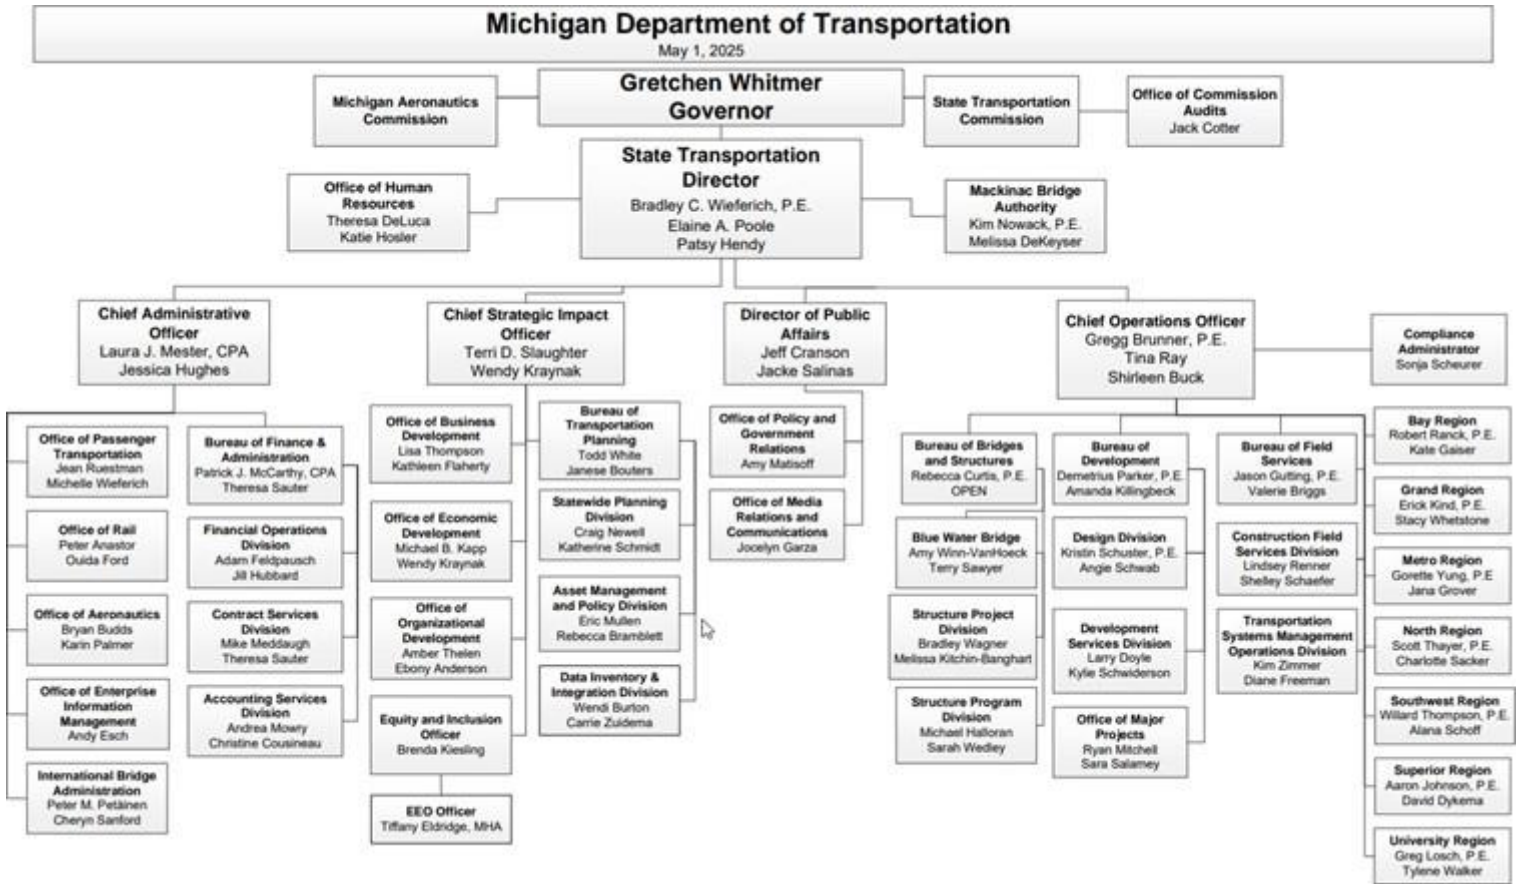 Michigan Department of Transportation
May 1, 2025
Gretchen Whitmer
Governor
Michigan Aeronautics
Commission
State Transportation
Commission
Office of Commission
Audits
Jack Cotter
State Transportation
Director
Bradley C. Wieferich, P.E.
Elaine A. Poole
Patsy Hendy
Office of Human
Resources
Theresa DeLuca
Katie Hosler
Mackinac Bridge
Authority
Kim Nowack, P.E.
Melissa DeKeyser
Chief Administrative
Officer
Laura J. Mester, CPA
Jessica Hughes
Chief Strategic Impact
Officer
Terri D. Slaughter
Wendy Kraynak
Director of Public
Affairs
Jeff Cranson
Jacke Salinas
Chief Operations Officer
Gregg Brunner, P.E.
Tina Ray
Shirleen Buck
Compliance
Administrator
Sonja Scheurer
Office of Passenger
Transportation
Jean Ruestman
Michelle Wieferich
Office of Rail
Peter Anastor
Ouida Ford
Office of Aeronautics
Bryan Budds
Karin Palmer
Office of Enterprise
Information
Management
Andy Esch
International Bridge
Administration
Peter M. Petäinen
Cheryn Sanford
Bureau of Finance &
Administration
Patrick J. McCarthy, CPA
Theresa Sauter
Financial Operations
Division
Adam Feldpausch
Jill Hubbard
Contract Services
Division
Mike Meddaugh
Theresa Sauter
Accounting Services
Division
Andrea Mowry
Christine Cousineau
Office of Business
Development
Lisa Thompson
Kathleen Flaherty
Office of Economic
Development
Michael B. Kapp
Wendy Kraynak
Office of
Organizational
Development
Amber Thelen
Ebony Anderson
Equity and Inclusion
Officer
Brenda Kiesling
EEO Officer
Tiffany Eldridge, MHA
Bureau of
Transportation
Planning
Todd White
Janese Bouters
Statewide Planning
Division
Craig Newell
Katherine Schmidt
Asset Management
and Policy Division
Eric Mullen
Rebecca Bramblett
Data Inventory &
Integration Division
Wendi Burton
Carrie Zuidema
Office of Policy and
Government
Relations
Amy Matisoff
Office of Media
Relations and
Communications
Jocelyn Garza
Bureau of Bridges
and Structures
Rebecca Curtis, P.E.
OPEN
Blue Water Bridge
Amy Winn-VanHoeck
Terry Sawyer
Structure Project
Division
Bradley Wagner
Melissa Kitchin-Banghart
Structure Program
Division
Michael Halloran
Sarah Wedley
Bureau of
Development
Demetrius Parker, P.E.
Amanda Killingbeck
Design Division
Kristin Schuster, P.E.
Angie Schwab
Development
Services Division
Larry Doyle
Kylie Schwiderson
Office of Major
Projects
Ryan Mitchell
Sara Salamey
Bureau of Field
Services
Jason Gutting, P.E.
Valerie Briggs
Construction Field
Services Division
Lindsey Renner
Shelley Schaefer
Transportation
Systems Management
Operations Division
Kim Zimmer
Diane Freeman
Bay Region
Robert Ranck, P.E.
Kate Gaiser
Grand Region
Erick Kind, P.E.
Stacy Whetstone
Metro Region
Gorette Yung, P.E
Jana Grover
North Region
Scott Thayer, P.E.
Charlotte Sacker
Southwest Region
Willard Thompson, P.E.
Alana Schoff
Superior Region
Aaron Johnson, P.E.
David Dykema
University Region
Greg Losch, P.E.
Tylene Walker